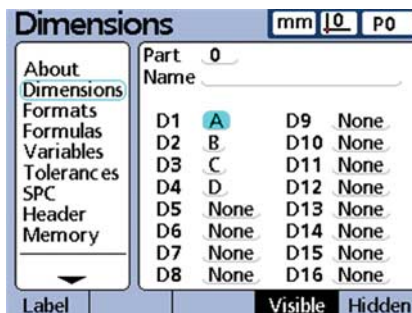 Dimensions mm 0 P0
About
Dimensions
Formats
Formulas
Variables
Tolerances
SPC
Header
Memory
Part 0
Name
D1 A D9 None
D2 B D10 None
D3 C D11 None
D4 D D12 None
D5 None D13 None
D6 None D14 None
D7 None D15 None
D8 None D16 None
Label Visible Hidden